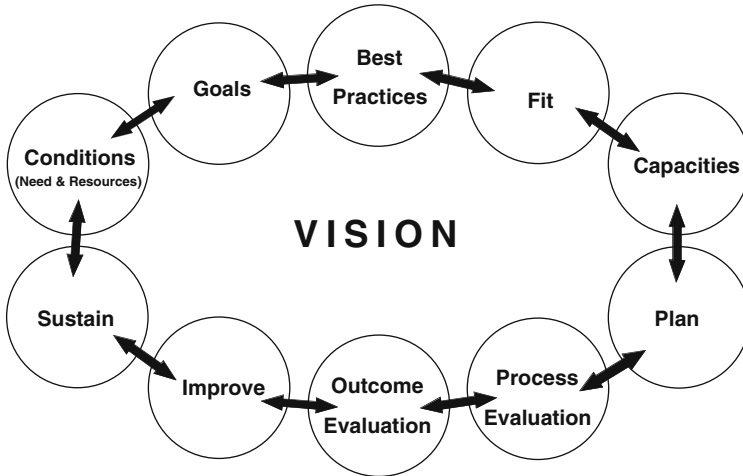 Goals
Best
Practices
Fit
Conditions
(Need & Resources)
Capacities
VISION
Sustain
Plan
Improve
Outcome
Evaluation
Process
Evaluation